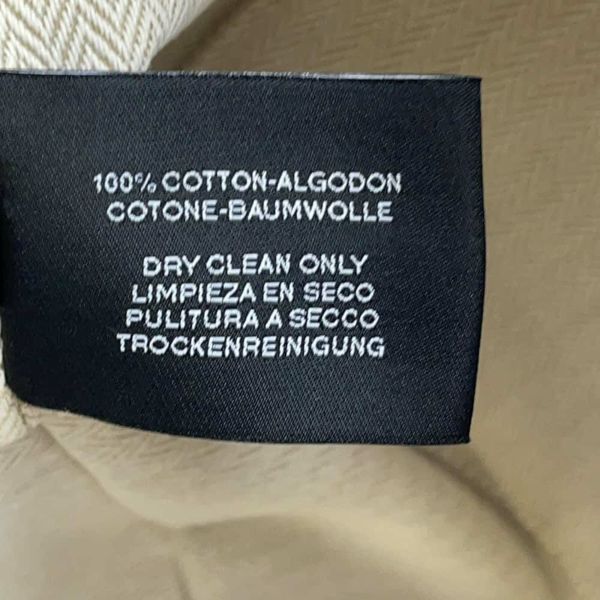 100% COTTON-ALGODON
COTONE-BAUMWOLLE
DRY CLEAN ONLY
LIMPIEZA EN SECO
PULITURA A SECCO
TROCKENREINIGUNG